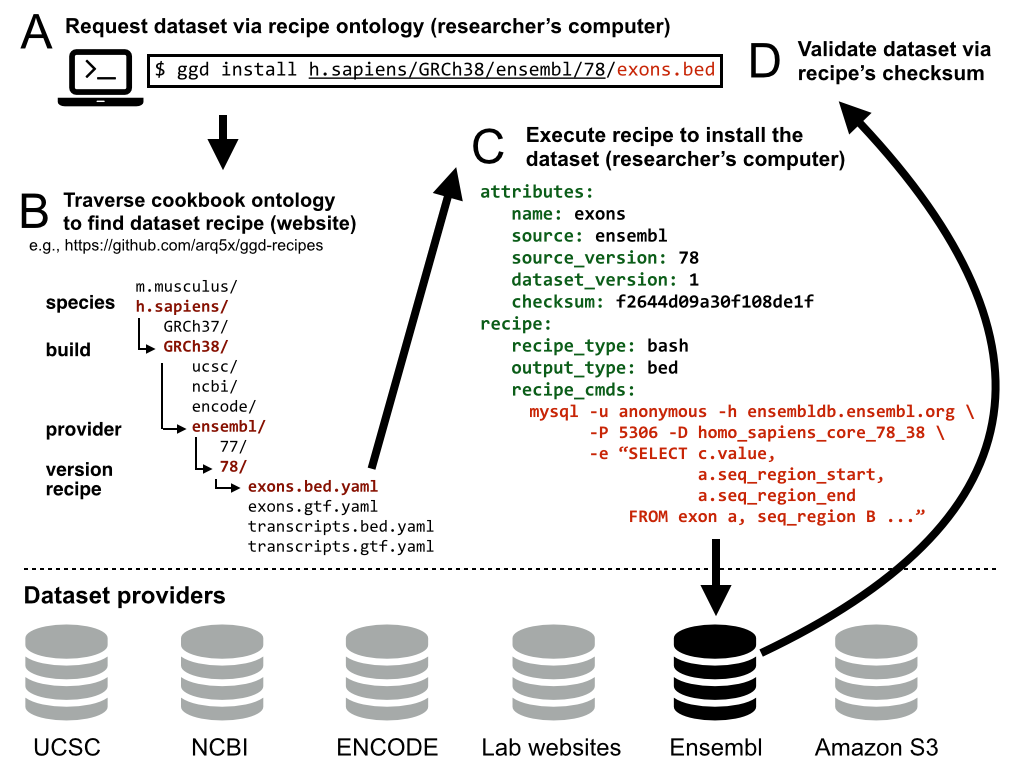 A
Request dataset via recipe ontology (researcher's computer)
>_
$ ggd install h.sapiens/GRCh38/ensembl/78/exons.bed
B
Traverse cookbook ontology
to find dataset recipe (website)
e.g., https://github.com/arq5x/ggd-recipes
m.musculus/
species
h.sapiens/
GRCh37/
build
GRCh38/
ucsc/
ncbi/
encode/
provider
ensembl/
77/
version
78/
recipe
exons.bed.yaml
exons.gtf.yaml
transcripts.bed.yaml
transcripts.gtf.yaml
C
Execute recipe to install the
dataset (researcher's computer)
attributes:
name: exons
source: ensembl
source_version: 78
dataset_version: 1
checksum: f2644d09a30f108de1f
recipe:
recipe_type: bash
output_type: bed
recipe_cmds:
mysql -u anonymous -h ensembldb.ensembl.org \
-P 5306 -D homo_sapiens_core_78_38 \
-e “SELECT c.value,
a.seq_region_start,
a.seq_region_end
FROM exon a, seq_region B ...”
D
Validate dataset via
recipe's checksum
Dataset providers
UCSC
NCBI
ENCODE
Lab websites
Ensembl
Amazon S3